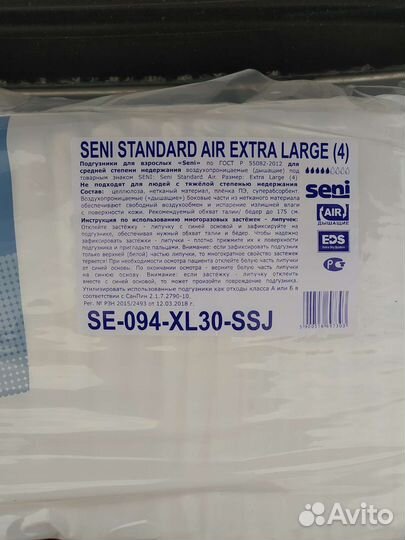 SENI STANDARD AIR EXTRA LARGE (4)
Подгузники для взрослых «Seni» по ГОСТ Р 55082-2012 для
средней степени недержания воздухопроницаемые (дышащие) под
товарным знаком SENI: Seni Standard Air. Размер: Extra Large (4)
Не подходят для людей с тяжёлой степенью недержания
Состав: целлюлоза, нетканый материал, плёнка ПЭ, суперабсорбент.
Воздухопроницаемые («дышащие») боковые части из нетканого материала
обеспечивают свободный воздухообмен и испарение излишней влаги
с поверхности кожи. Рекомендуемый обхват талии/ бёдер до 175 см.
Инструкция по использованию многоразовых застёжек - липучек:
Отклейте застёжку с синей основой и зафиксируйте на
подгузнике, обеспечивая нужный обхват талии и бёдер. Чтобы надежно
зафиксировать застёжки - липучки - плотно прижмите их к поверхности
подгузника и пригладьте пальцами. Внимание: если зафиксировать подгузник
только верхней (белой) частью липучки, то многократное свойство застежек
теряется! При необходимости осмотра пациента отклейте белую часть липучки
от синей основы. По окончании осмотра - верните белую часть липучки
на синюю основу. Внимание: если застежки - липучки отклеить
вместе с синей основой, то может произойти повреждение подгузника.
Утилизировать использованные подгузники как отходы класса А или Б в
соответствии с СанПин 2.1.7.2790-10.
Рег. № РЗН 2015/2493 от 12.03.2018 г.
seni
(AIR)
ДЫШАЩИЕ
EDS
SE-094-XL30-SSJ
Avito